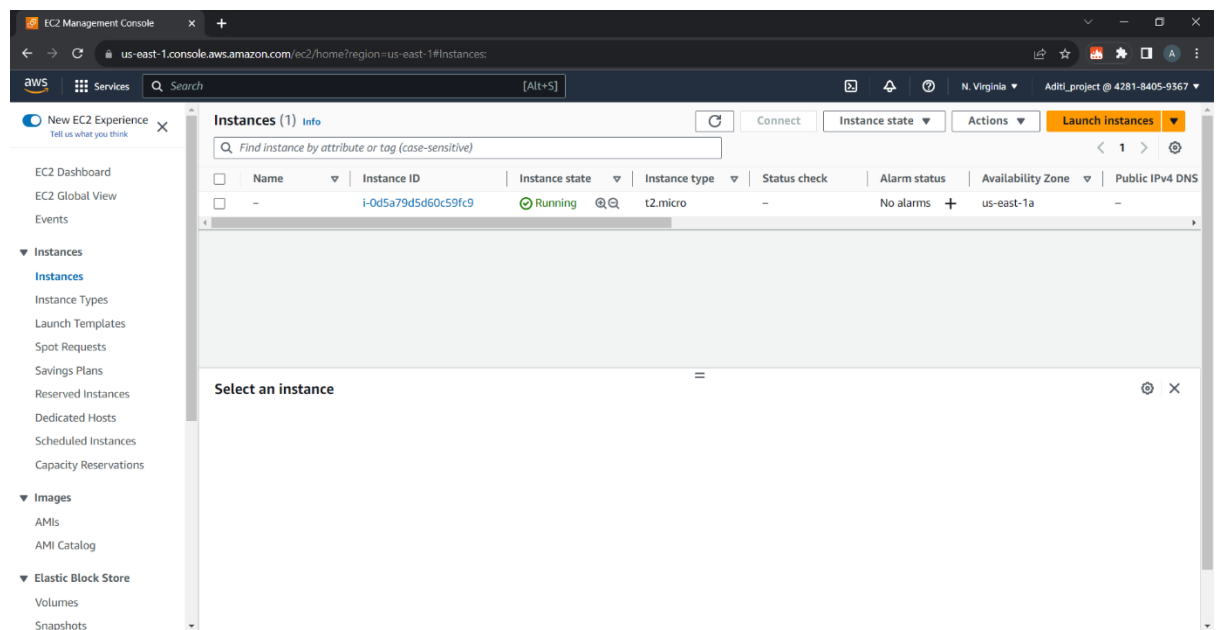 EC2 Management Console
us-east-1.console.aws.amazon.com/ec2/home?region=us-east-1#Instances:
aws Services Search [Alt+S] N. Virginia ▼ Aditi_project @ 4281-8405-9367 ▼
New EC2 Experience
Tell us what you think
EC2 Dashboard
EC2 Global View
Events
Instances
Instances
Instance Types
Launch Templates
Spot Requests
Savings Plans
Reserved Instances
Dedicated Hosts
Scheduled Instances
Capacity Reservations
Images
AMIs
AMI Catalog
Elastic Block Store
Volumes
Snapshots
Instances (1) Info Connect Instance state ▼ Actions ▼ Launch instances ▼
Find instance by attribute or tag (case-sensitive) < 1 >
Name Instance ID Instance state Instance type Status check Alarm status Availability Zone Public IPv4 DNS
– i-0d5a79d5d60c59fc9 Running t2.micro – No alarms + us-east-1a –
Select an instance
A